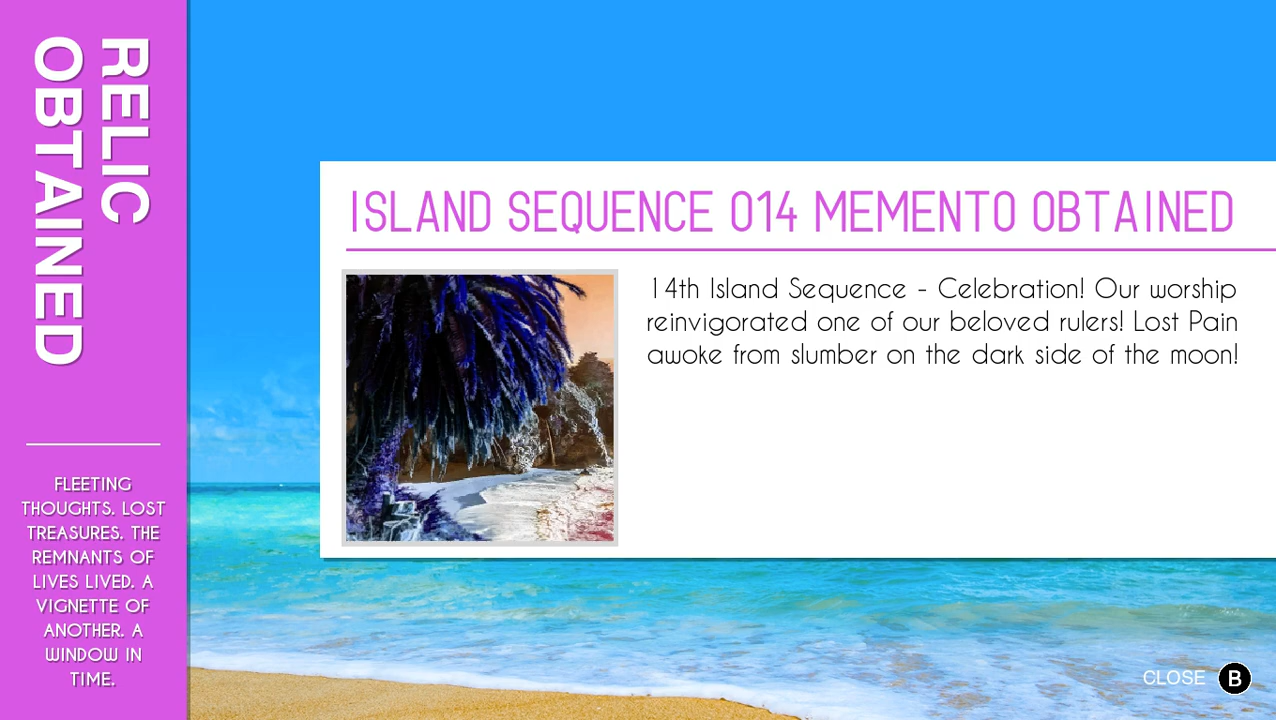 RELIC
OBTAINED
FLEETING
THOUGHTS. LOST
TREASURES. THE
REMNANTS OF
LIVES LIVED. A
VIGNETTE OF
ANOTHER. A
WINDOW IN
TIME.
ISLAND SEQUENCE 014 MEMENTO OBTAINED
14th Island Sequence - Celebration! Our worship
reinvigorated one of our beloved rulers! Lost Pain
awoke from slumber on the dark side of the moon!
CLOSE B